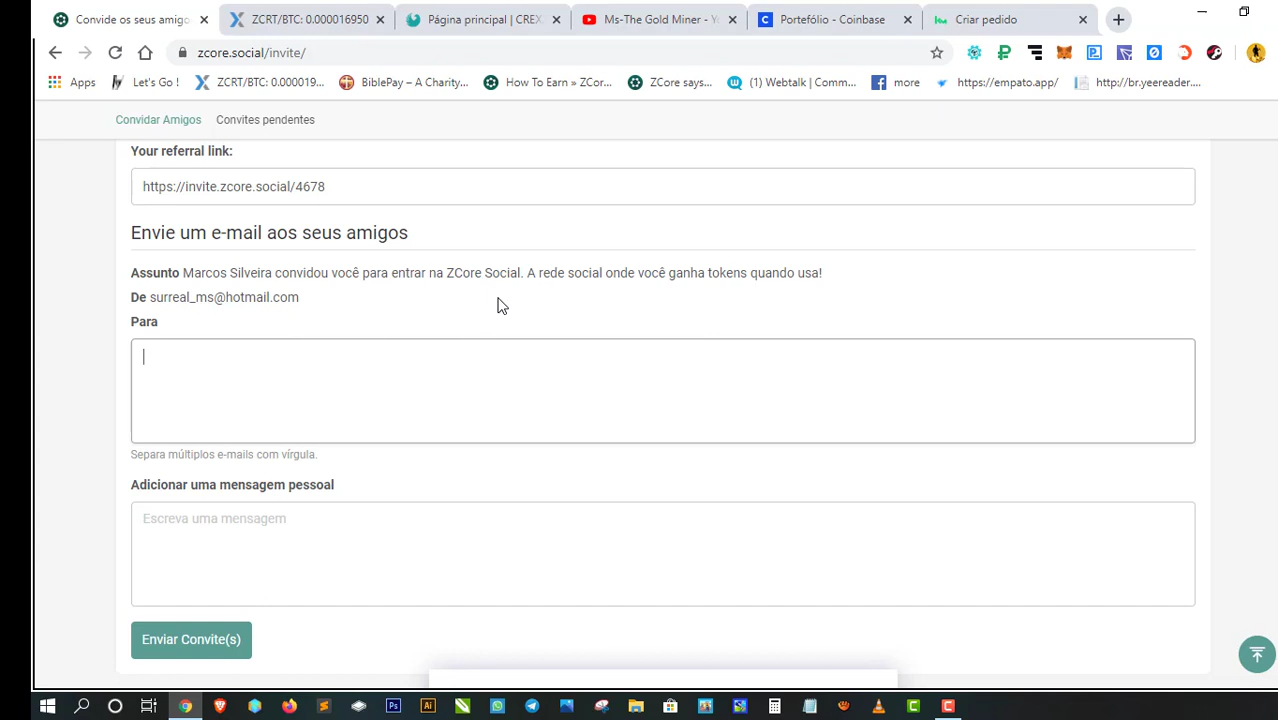 Convide os seus amigo
ZCRT/BTC: 0.000016950
Página principal | CREX
Ms-The Gold Miner - Yo
Portefólio - Coinbase
Criar pedido
zcore.social/invite/
Apps
Let's Go !
ZCRT/BTC: 0.000019...
BiblePay – A Charity...
How To Earn » ZCor...
ZCore says...
(1) Webtalk | Comm...
more
https://empato.app/
http://br.yeereader....
Convidar Amigos
Convites pendentes
Your referral link:
https://invite.zcore.social/4678
Envie um e-mail aos seus amigos
Assunto Marcos Silveira convidou você para entrar na ZCore Social. A rede social onde você ganha tokens quando usa!
De surreal_ms@hotmail.com
Para
Separa múltiplos e-mails com vírgula.
Adicionar uma mensagem pessoal
Escreva uma mensagem
Enviar Convite(s)